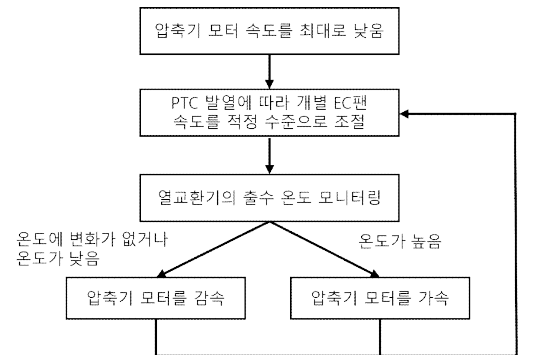 압축기 모터 속도를 최대로 낮춤
PTC 발열에 따라 개별 EC팬
속도를 적정 수준으로 조절
열교환기의 출수 온도 모니터링
온도에 변화가 없거나
온도가 낮음
온도가 높음
압축기 모터를 감속
압축기 모터를 가속